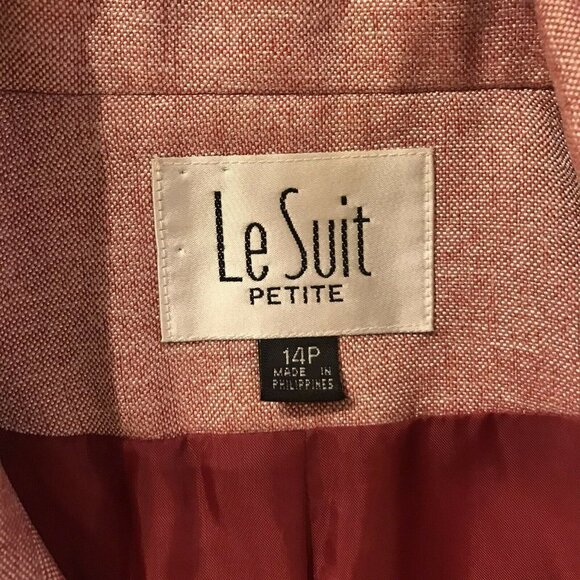 Le Suit
PETITE
14P
MADE IN
PHILIPPINES